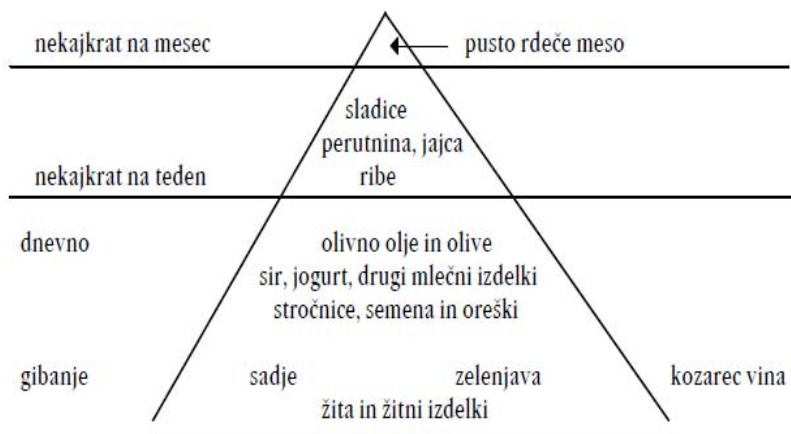 nekajkrat na mesec pusto rdeče meso
sladice
perutnina, jajca
nekajkrat na teden ribe
dnevno olivno olje in olive
sir, jogurt, drugi mlečni izdelki
stročnice, semena in oreški
gibanje sadje zelenjava kozarec vina
žita in žitni izdelki